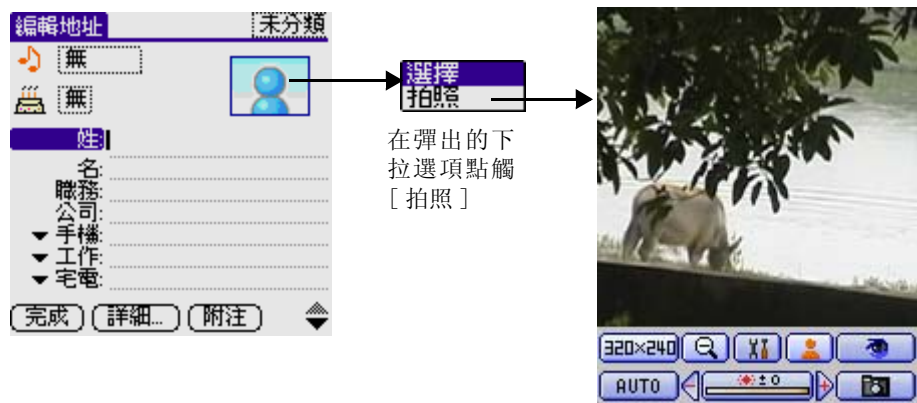 編輯地址 未分類
無
無
姓:
名:
職務:
公司:
手機:
工作:
宅電:
完成 詳細... 附注
選擇
拍照
在彈出的下
拉選項點觸
[ 拍照 ]
320×240
AUTO ± 0